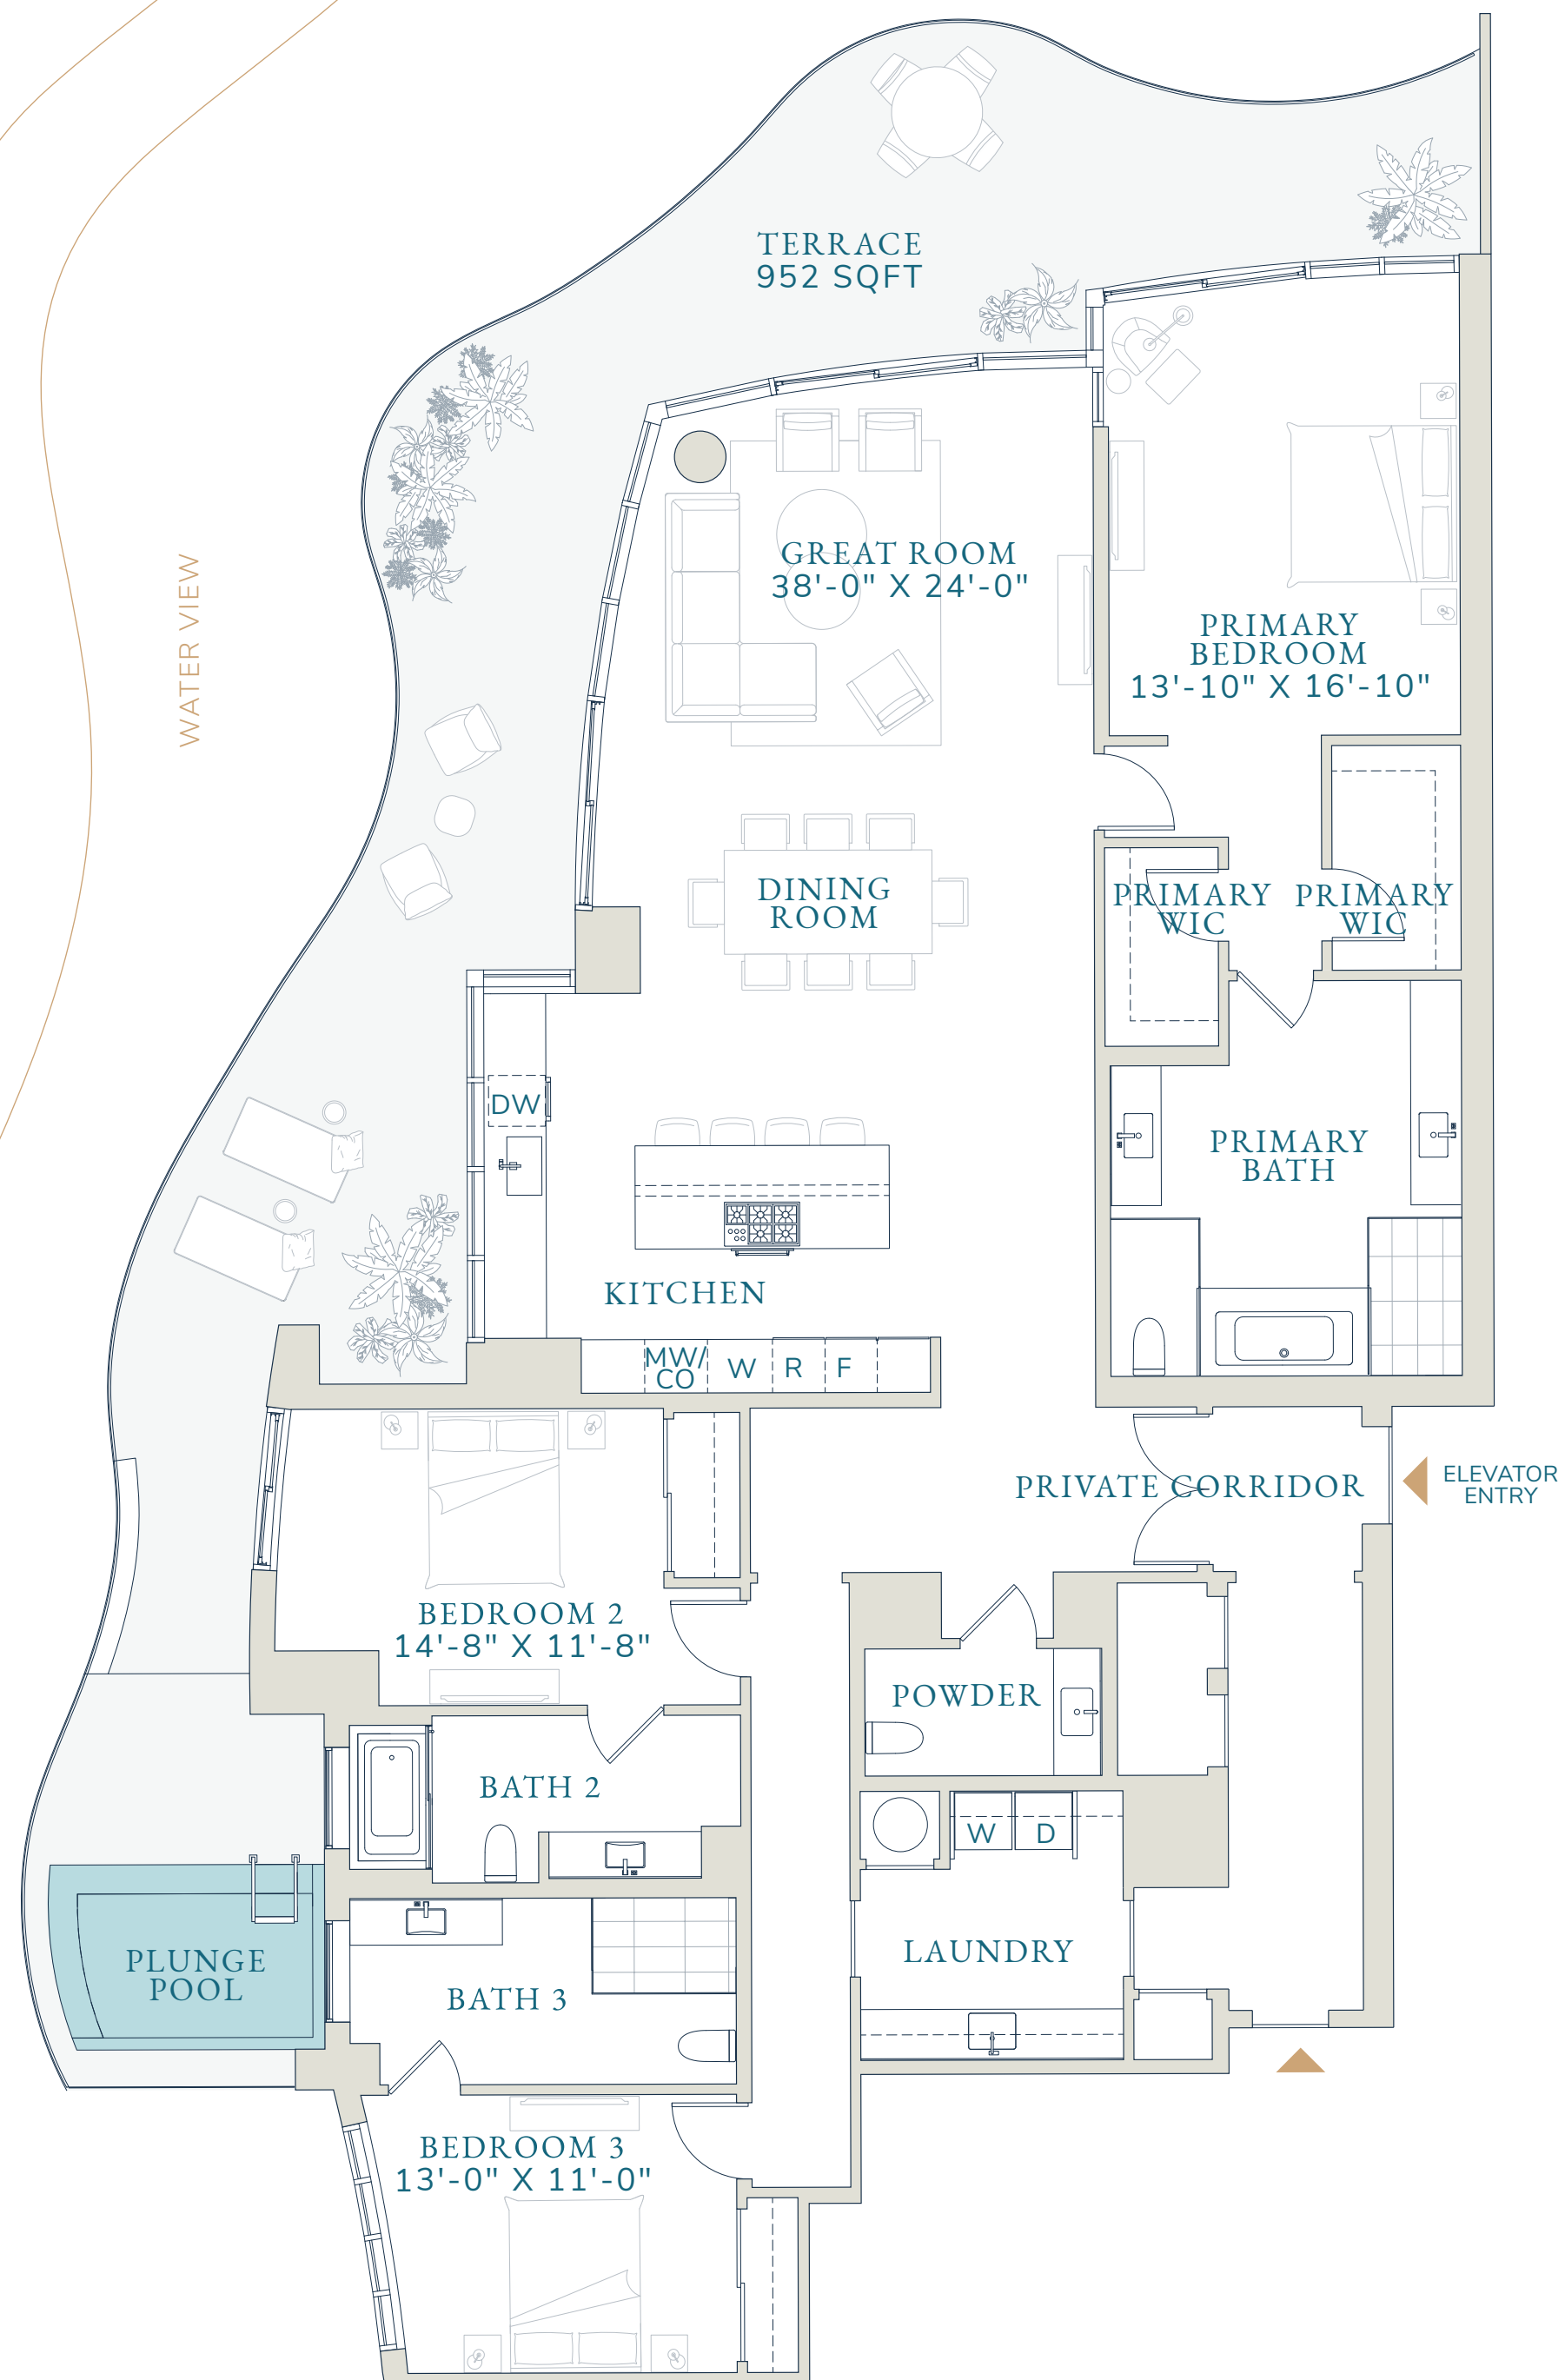 TERRACE
952 SQFT
WATER VIEW
GREAT ROOM
38'-0" X 24'-0"
PRIMARY
BEDROOM
13'-10" X 16'-10"
DINING
ROOM
PRIMARY
WIC
PRIMARY
WIC
DW
PRIMARY
BATH
KITCHEN
MW/
CO
W
R
F
PRIVATE CORRIDOR
ELEVATOR
ENTRY
BEDROOM 2
14'-8" X 11'-8"
POWDER
BATH 2
W
D
PLUNGE
POOL
LAUNDRY
BATH 3
BEDROOM 3
13'-0" X 11'-0"